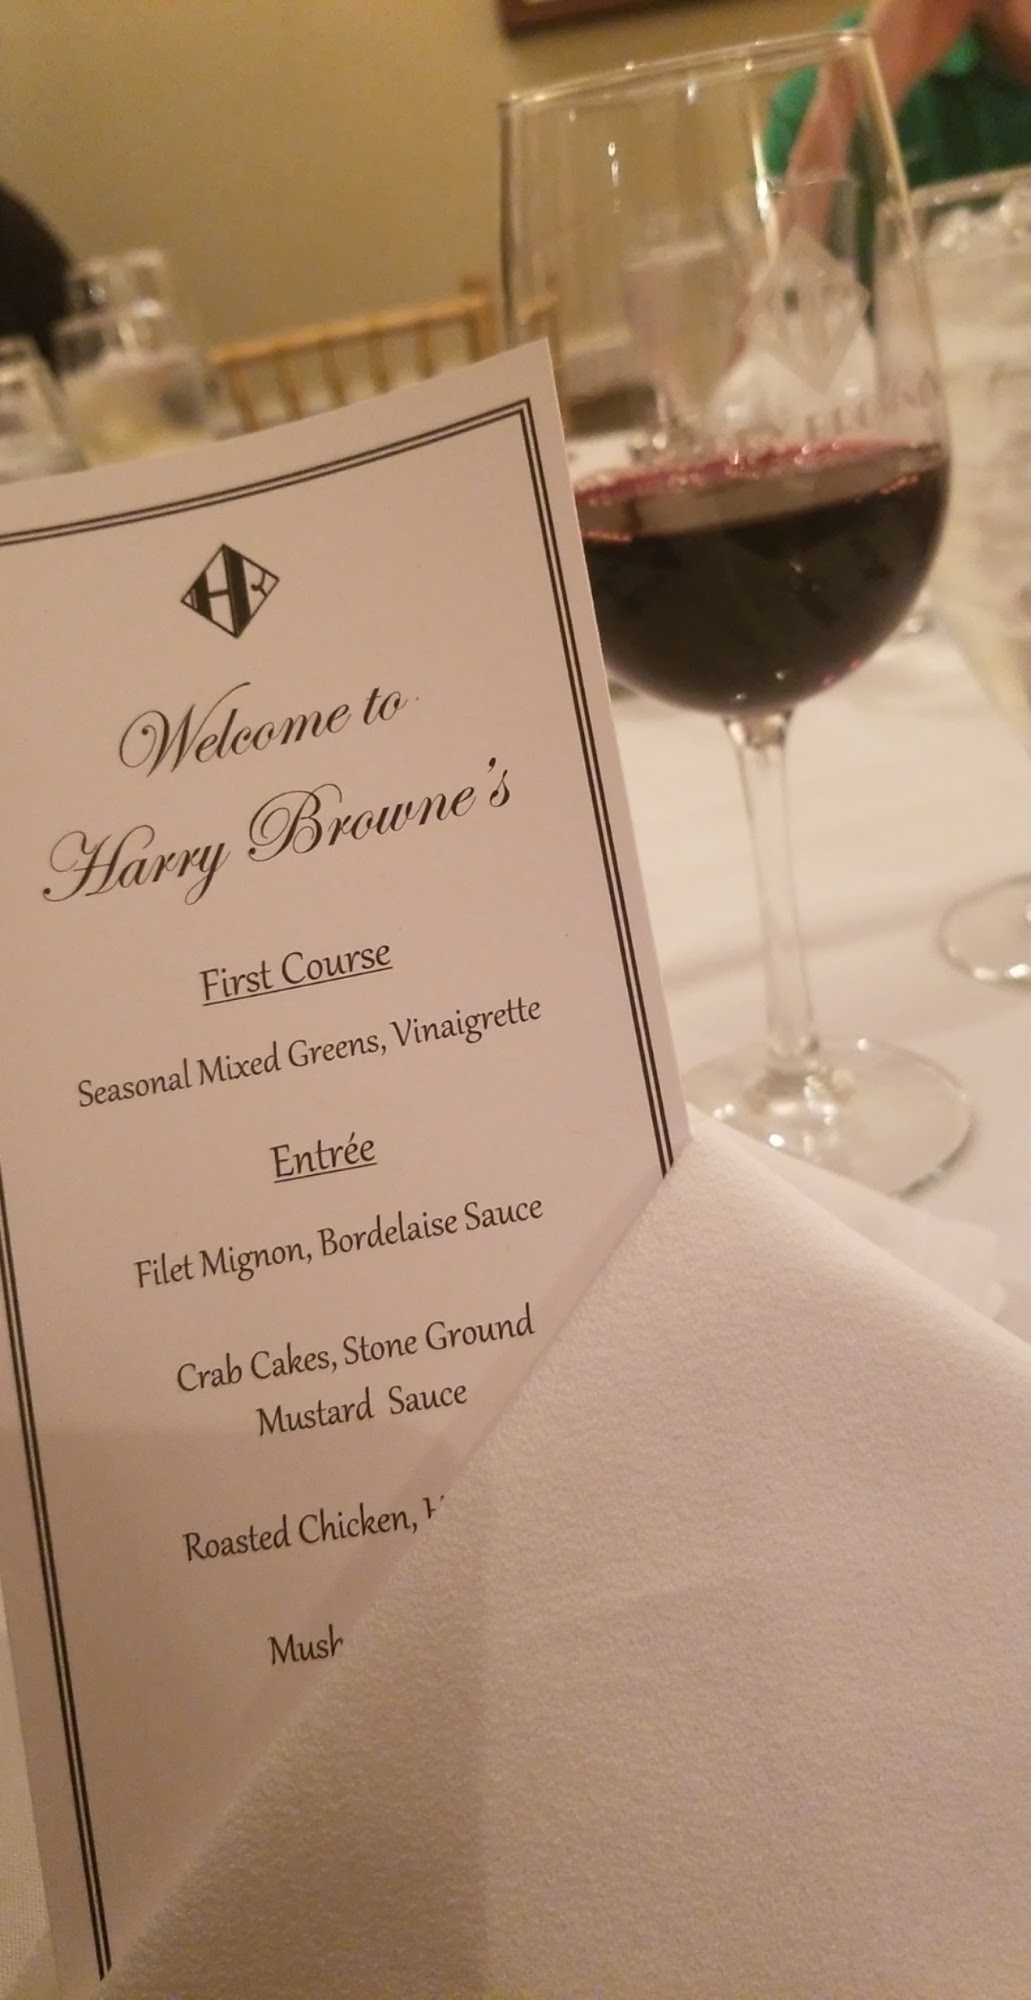 HB
Welcome to
Harry Browne's
First Course
Seasonal Mixed Greens, Vinaigrette
Entrée
Filet Mignon, Bordelaise Sauce
Crab Cakes, Stone Ground
Mustard Sauce
Roasted Chicken,